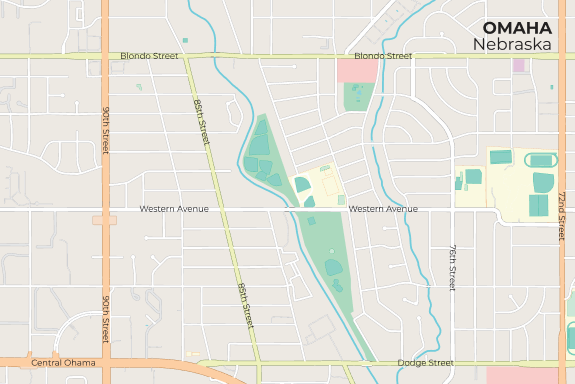 OMAHA
Nebraska
Blondo Street
Blondo Street
90th Street
85th Street
Western Avenue
Western Avenue
72nd Street
76th Street
90th Street
85th Street
Central Ohama
Dodge Street